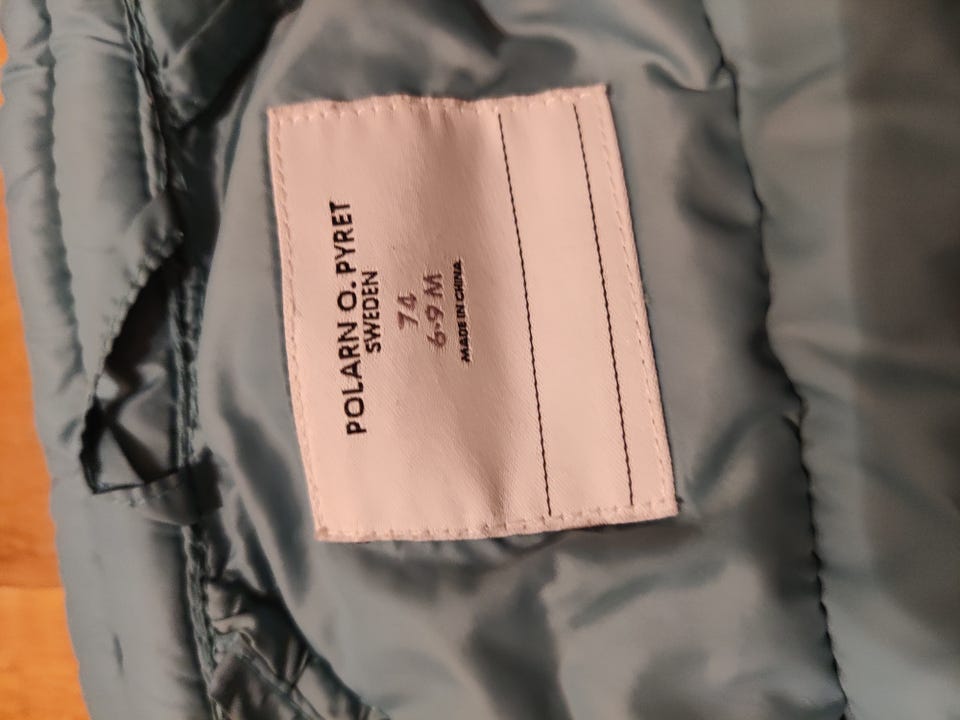 POLARN O. PYRET
SWEDEN
74
6-9 M
MADE IN CHINA